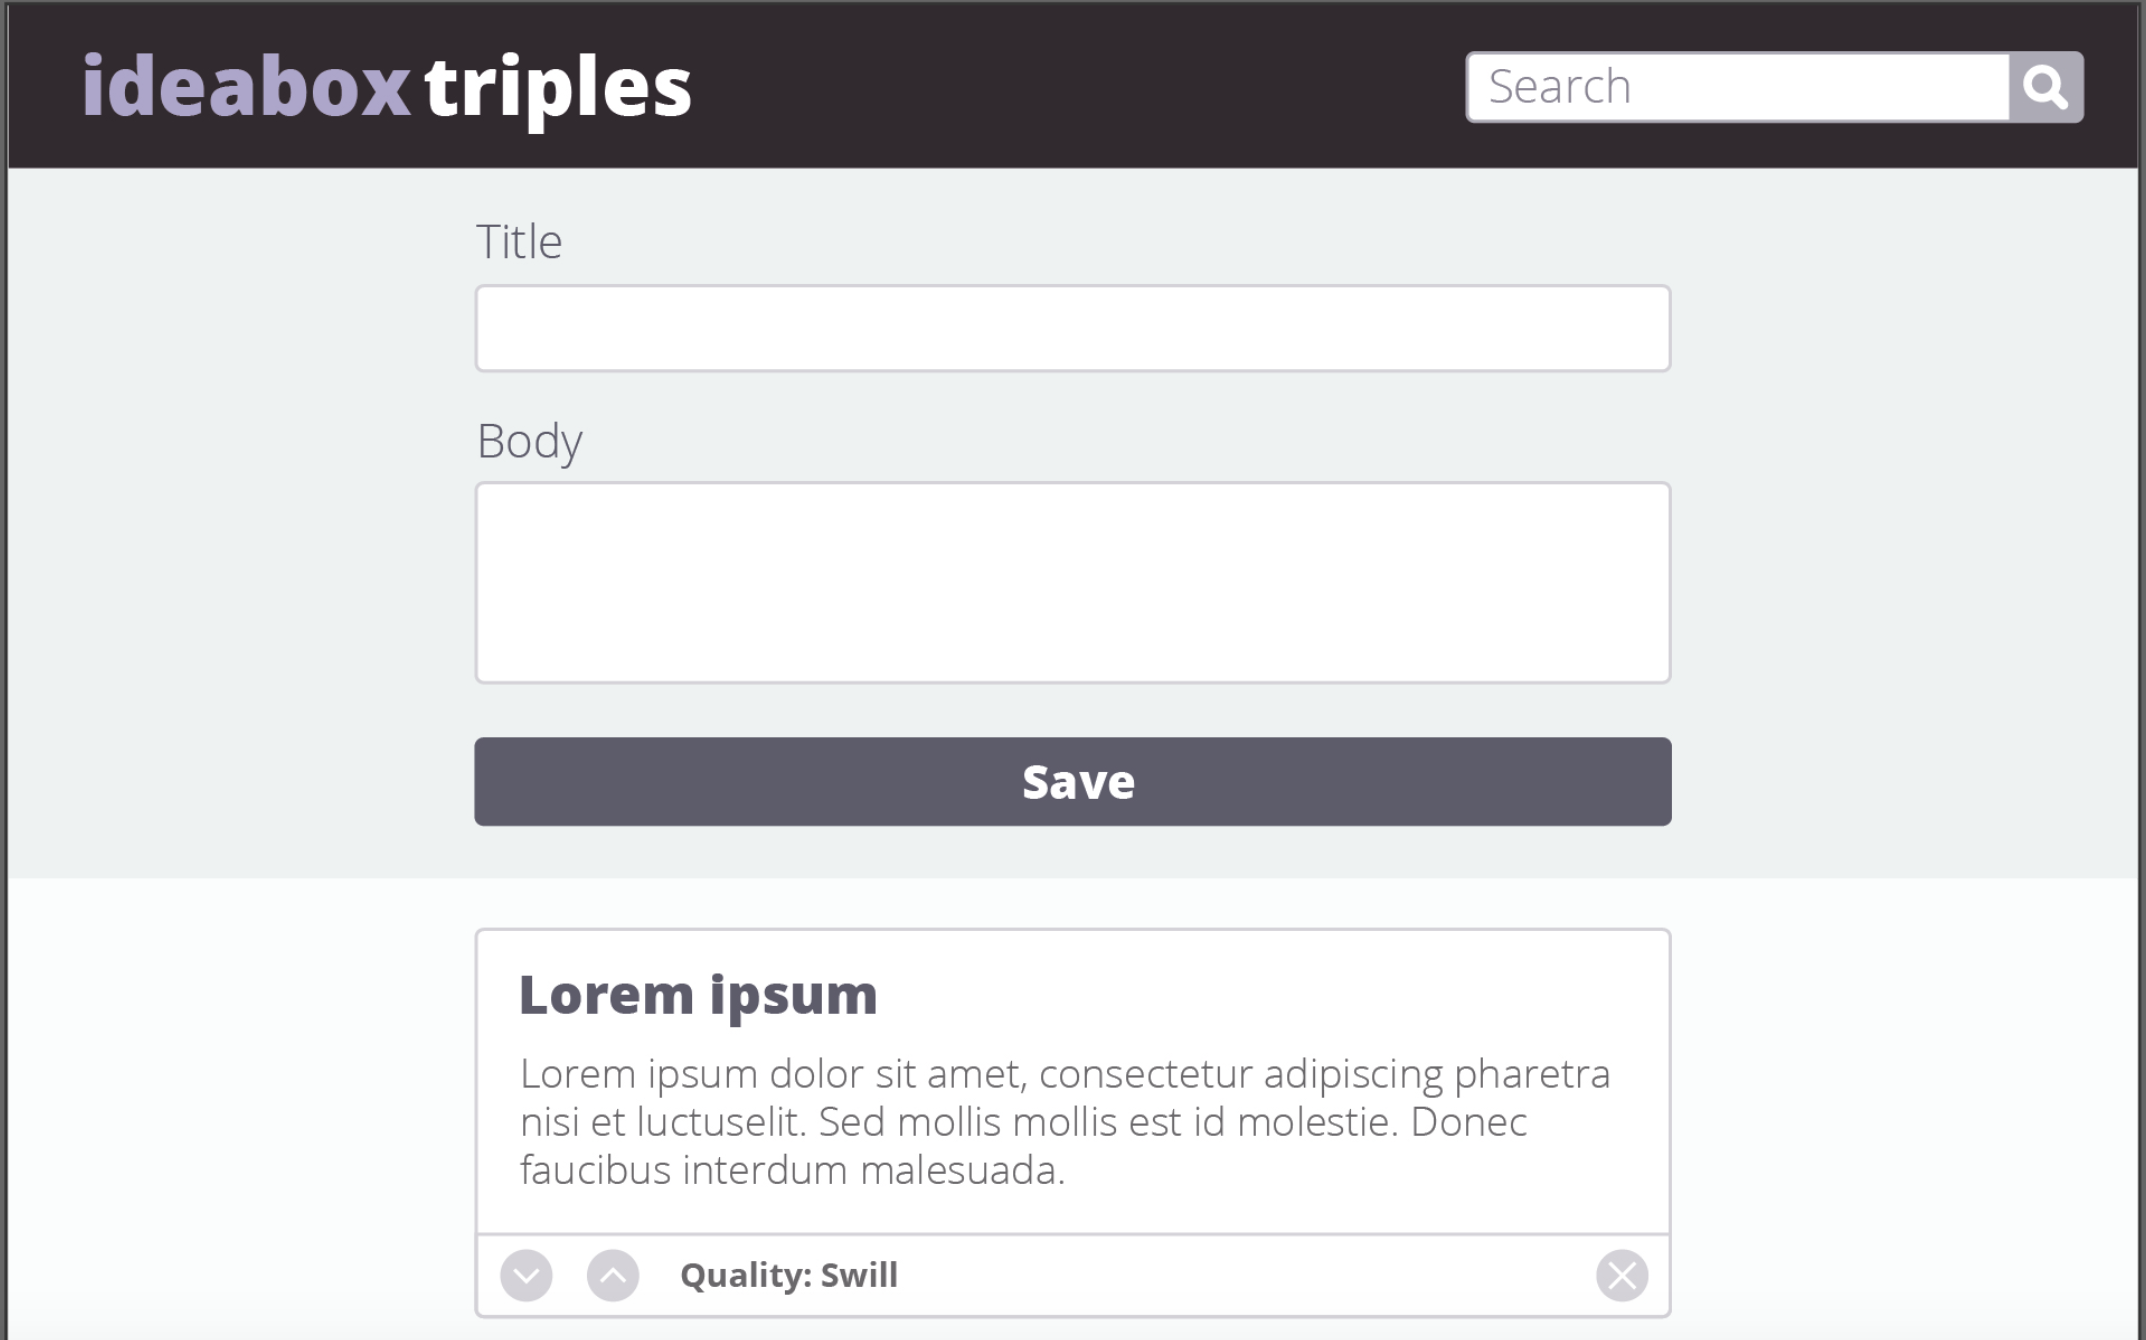 ideabox triples
Search
Title
Body
Save
Lorem ipsum
Lorem ipsum dolor sit amet, consectetur adipiscing pharetra
nisi et luctuselit. Sed mollis mollis est id molestie. Donec
faucibus interdum malesuada.
Quality: Swill